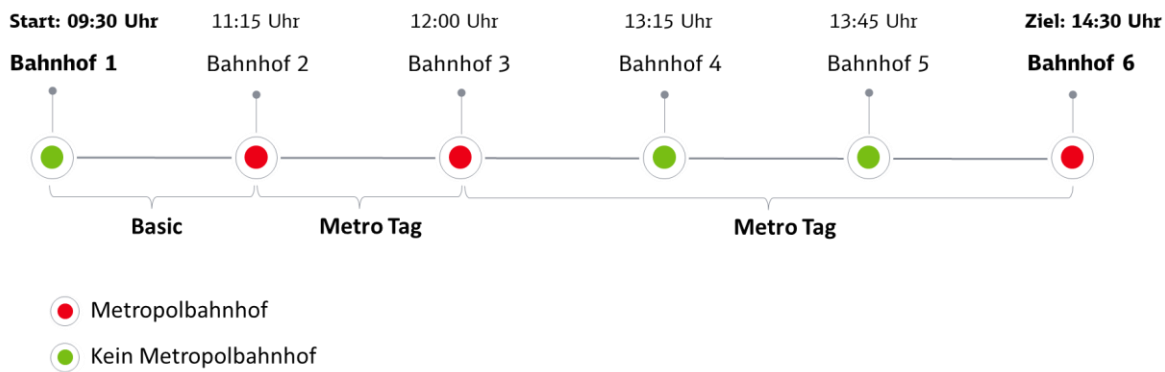 Start: 09:30 Uhr 11:15 Uhr 12:00 Uhr 13:15 Uhr 13:45 Uhr Ziel: 14:30 Uhr
Bahnhof 1 Bahnhof 2 Bahnhof 3 Bahnhof 4 Bahnhof 5 Bahnhof 6
Basic Metro Tag Metro Tag
Metropolbahnhof
Kein Metropolbahnhof